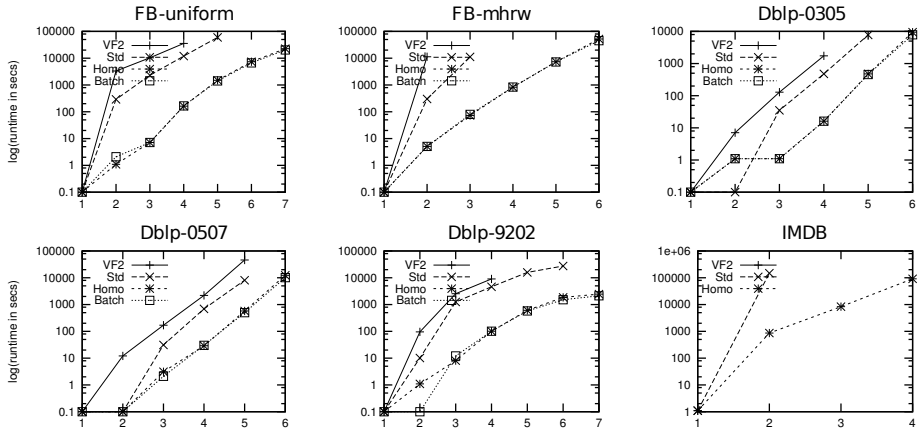 FB-uniform
log(runtime in secs)
100000
10000
1000
100
10
1
0.1
VF2
Std
Homo
Batch
1 2 3 4 5 6 7
FB-mhrw
100000
10000
1000
100
10
1
0.1
VF2
Std
Homo
Batch
1 2 3 4 5 6
Dblp-0305
10000
1000
100
10
1
0.1
VF2
Std
Homo
Batch
1 2 3 4 5 6
Dblp-0507
log(runtime in secs)
100000
10000
1000
100
10
1
0.1
VF2
Std
Homo
Batch
1 2 3 4 5 6
Dblp-9202
100000
10000
1000
100
10
1
0.1
VF2
Std
Homo
Batch
1 2 3 4 5 6 7
IMDB
1e+06
100000
10000
1000
100
10
1
VF2
Std
Homo
1 2 3 4